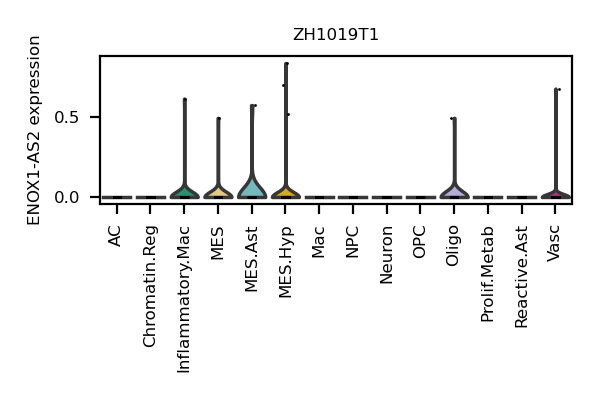 ZH1019T1
ENOX1-AS2 expression
0.5
0.0
AC
Chromatin.Reg
Inflammatory.Mac
MES
MES.Ast
MES.Hyp
Mac
NPC
Neuron
OPC
Oligo
Prolif.Metab
Reactive.Ast
Vasc